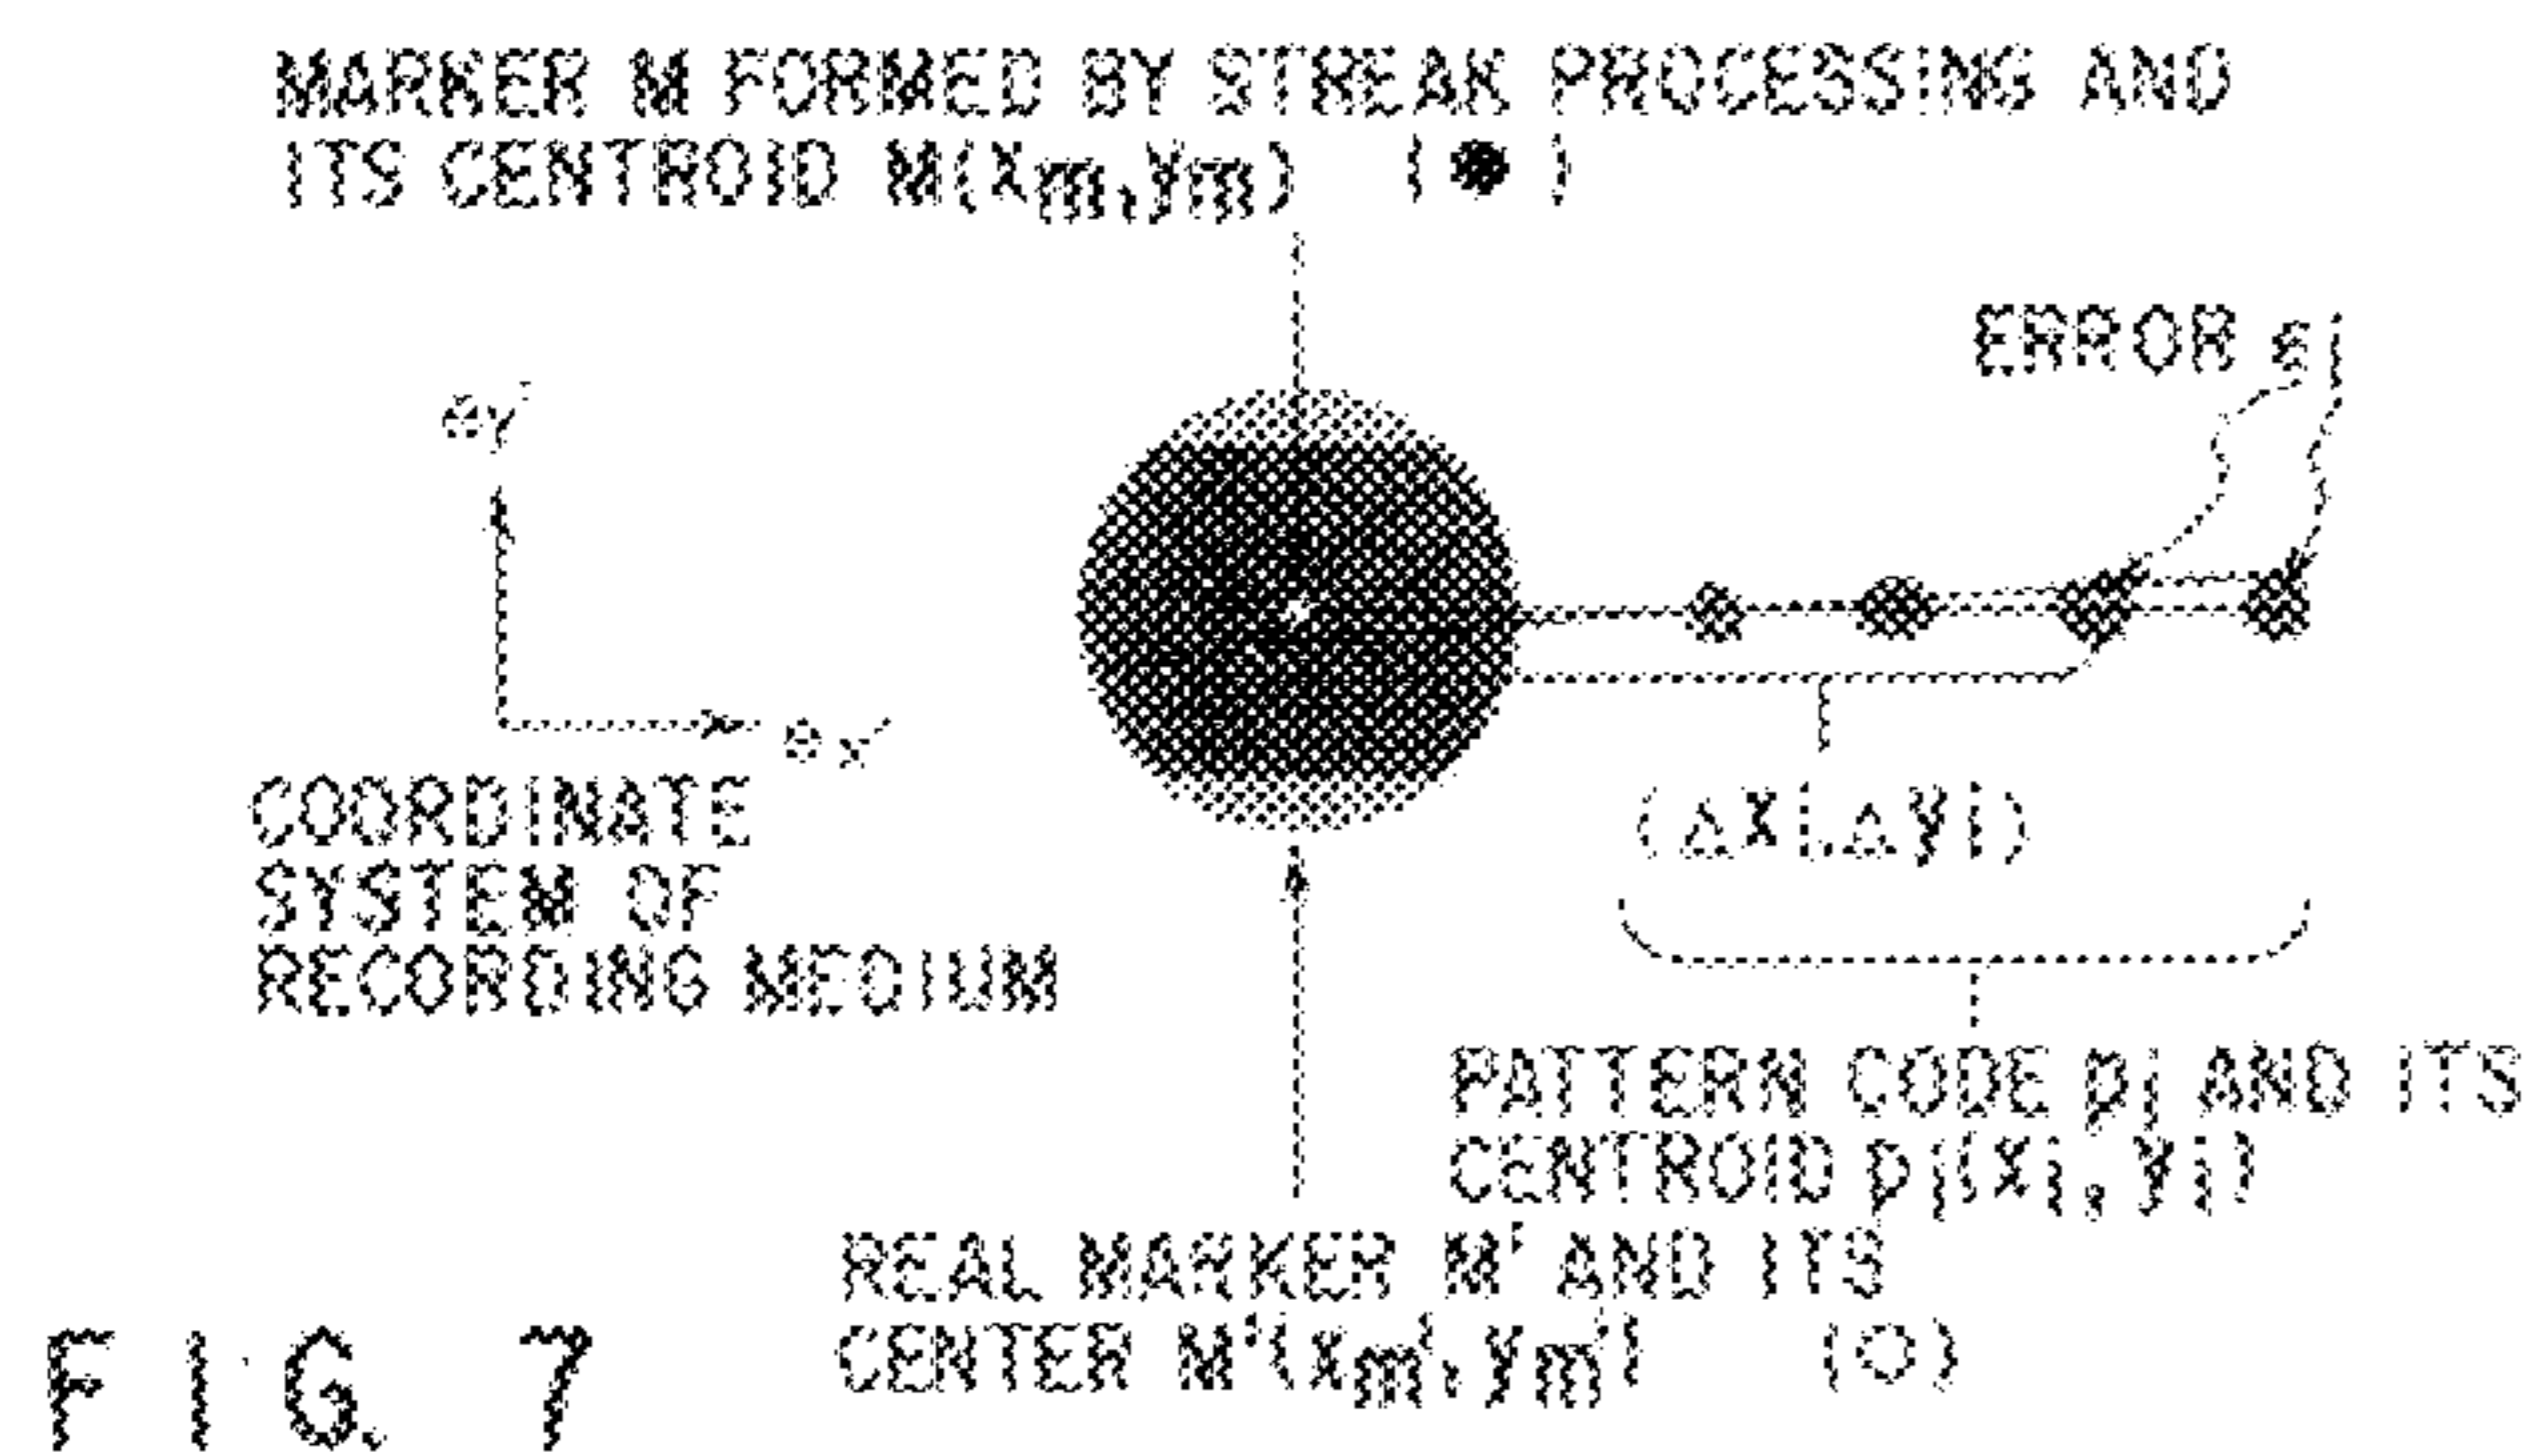 MARKER M FORMED BY STREAK PROCESSING AND
ITS CENTROID M(xm,ym) (●)
ERROR εi
ey'
ex'
COORDINATE
SYSTEM OF
RECORDING MEDIUM
(Δxi,Δyi)
PATTERN CODE pi AND ITS
CENTROID pi(xi,yi)
REAL MARKER M' AND ITS
CENTER M'(xm',ym') (○)
FIG. 7